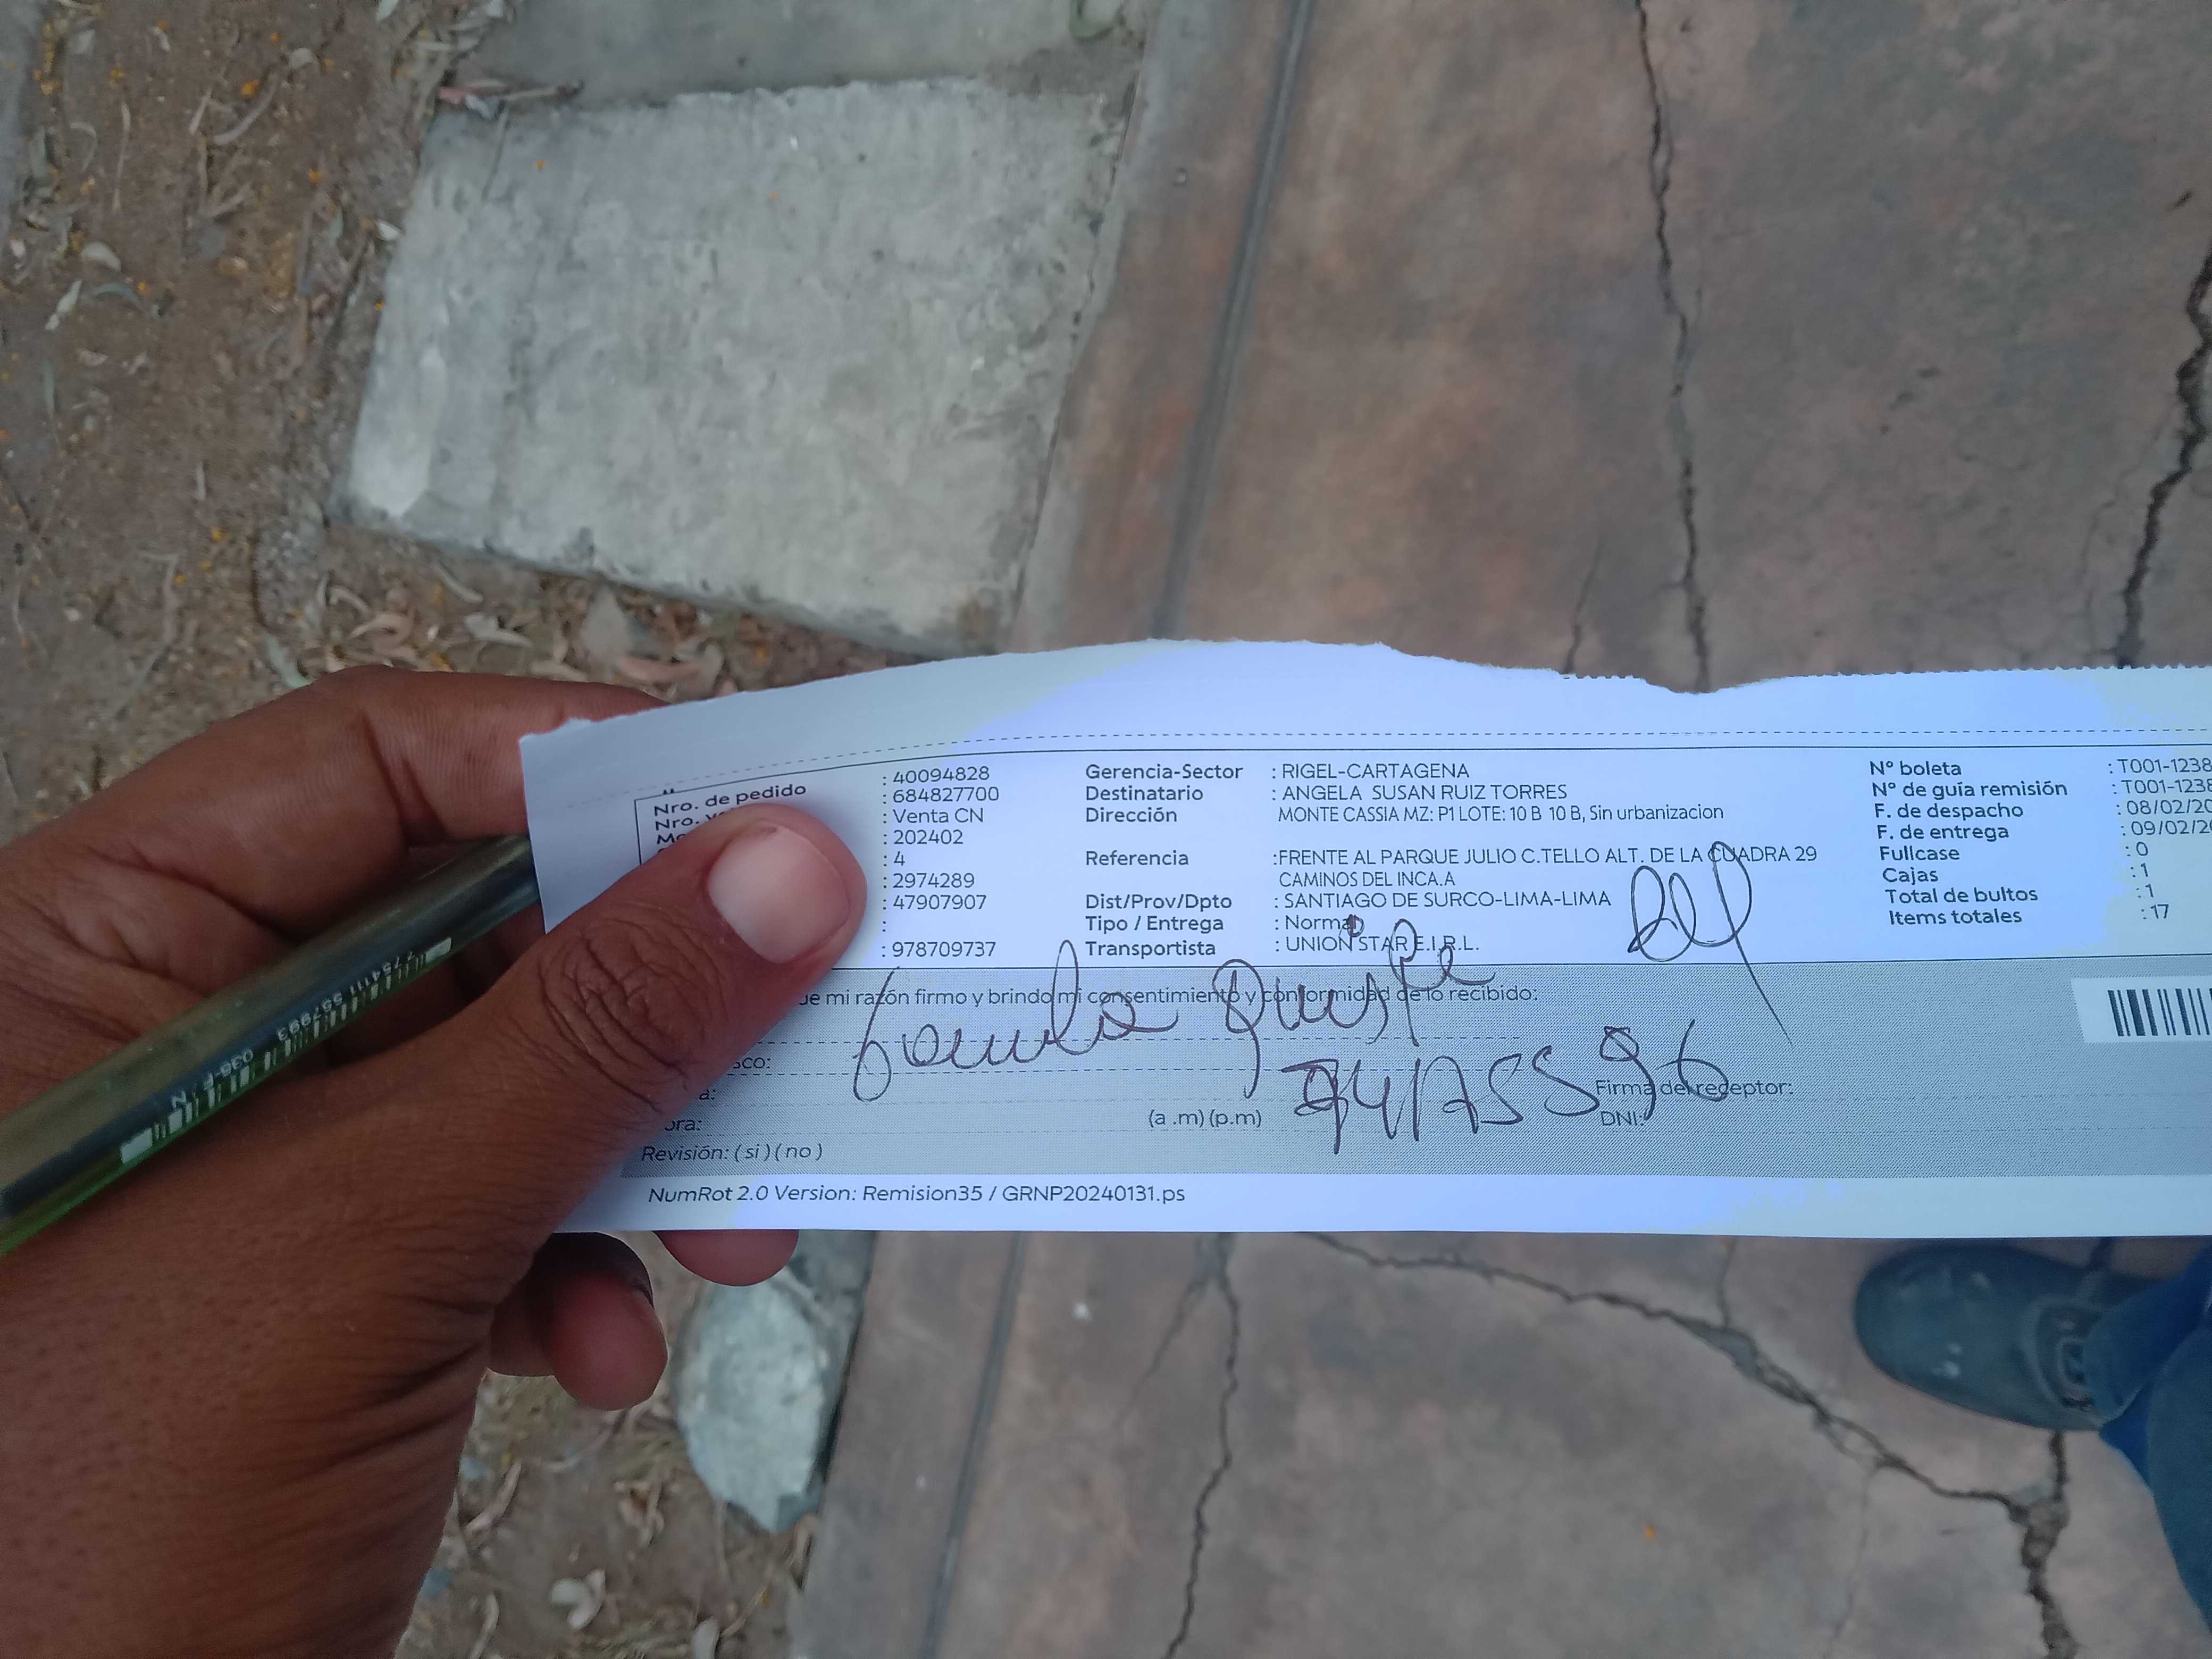 Nro. de pedido : 40094828
Nro. : 684827700
: Venta CN
: 202402
: 4
: 2974289
: 47907907
:
: 978709737
Gerencia-Sector : RIGEL-CARTAGENA
Destinatario : ANGELA SUSAN RUIZ TORRES
Dirección MONTE CASSIA MZ: P1 LOTE: 10 B 10 B, Sin urbanizacion
Referencia :FRENTE AL PARQUE JULIO C.TELLO ALT. DE LA CUADRA 29
CAMINOS DEL INCA.A
Dist/Prov/Dpto : SANTIAGO DE SURCO-LIMA-LIMA
Tipo / Entrega : Normal
Transportista : UNION STAR E.I.R.L.
Nº boleta : T001-1238
Nº de guía remisión : T001-1238
F. de despacho : 08/02/20
F. de entrega : 09/02/2
Fullcase : 0
Cajas : 1
Total de bultos : 1
Items totales : 17
mi razón firmo y brindo mi consentimiento y conformidad de lo recibido:
Quispe
(a .m) (p.m)
Firma del receptor:
DNI:
Revisión: ( si ) ( no )
NumRot 2.0 Version: Remision35 / GRNP20240131.ps